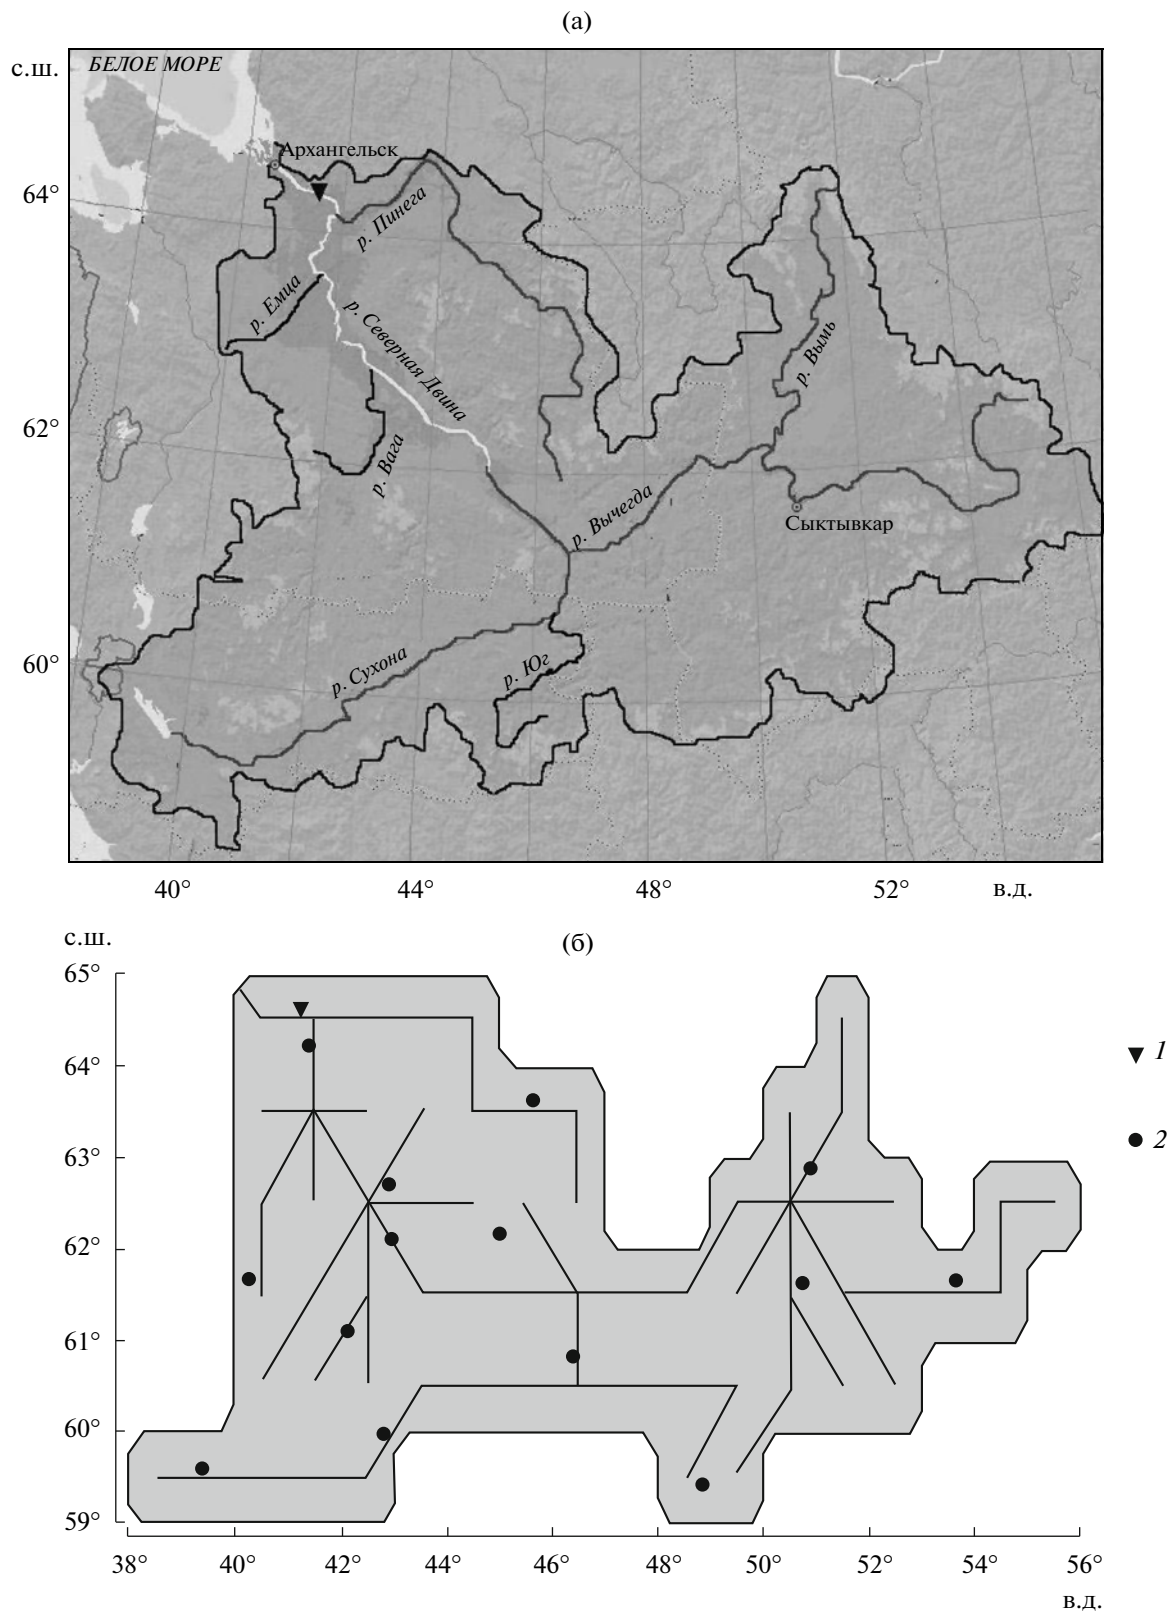 (а)
с.ш.
БЕЛОЕ МОРЕ
Архангельск
64°
р. Пинега
р. Емца
р. Северная Двина
р. Вымь
62°
р. Вага
р. Вычегда
Сыктывкар
60°
р. Сухона
р. Юг
40°
44°
48°
52°
в.д.
с.ш.
(б)
65°
64°
63°
62°
61°
60°
59°
1
2
38°
40°
42°
44°
46°
48°
50°
52°
54°
56°
в.д.